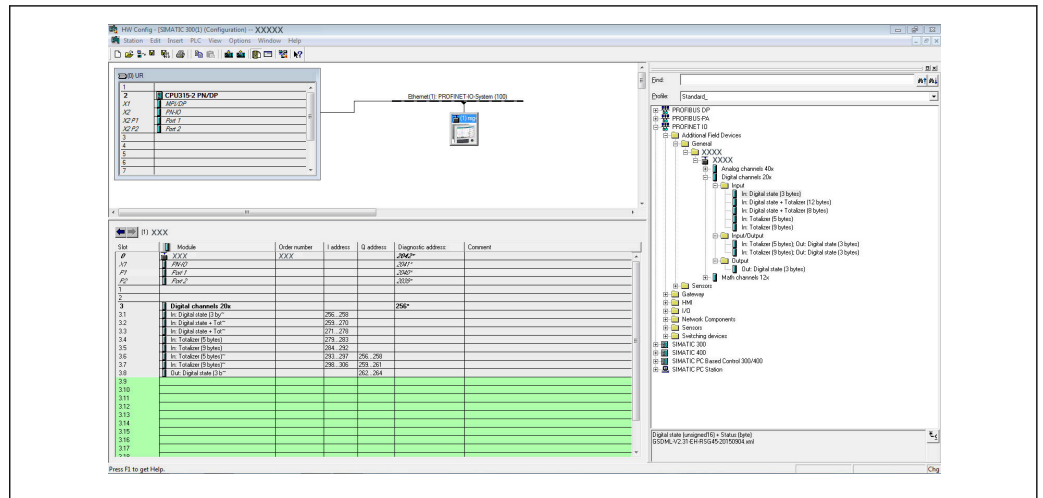 HW Config - [SIMATIC 300(1) (Configuration) -- XXXXX
Station Edit Insert PLC View Options Window Help
(0) UR
1
2 CPU315-2 PN/DP
X1 MPI/DP
X2 PN-IO
X2 P1 Port 1
X2 P2 Port 2
3
4
5
6
7
Ethernet(1): PROFINET-IO-System (100)
(1) XXX
Slot Module Order number I address Q address Diagnostic address: Comment
0 XXX XXX 2042*
X1 PN-IO 2041*
P1 Port 1 2040*
P2 Port 2 2039*
1
2
3 Digital channels 20x 256*
3.1 In: Digital state (3 by~ 256...258
3.2 In: Digital state + Tot~ 259...270
3.3 In: Digital state + Tot~ 271...278
3.4 In: Totalizer (5 bytes) 279...283
3.5 In: Totalizer (9 bytes) 284...292
3.6 In: Totalizer (5 bytes)~ 293...297 256...258
3.7 In: Totalizer (9 bytes)~ 298...306 259...261
3.8 Out: Digital state (3 b~ 262...264
3.9
3.10
3.11
3.12
3.13
3.14
3.15
3.16
3.17
3.18
Find:
Profile: Standard_
PROFIBUS DP
PROFIBUS-PA
PROFINET IO
Additional Field Devices
General
XXXX
XXXX
Analog channels 40x
Digital channels 20x
Input
In: Digital state (3 bytes)
In: Digital state + Totalizer (12 bytes)
In: Digital state + Totalizer (8 bytes)
In: Totalizer (5 bytes)
In: Totalizer (9 bytes)
Input/Output
In: Totalizer (5 bytes); Out: Digital state (3 bytes)
In: Totalizer (9 bytes); Out: Digital state (3 bytes)
Output
Out: Digital state (3 bytes)
Math channels 12x
Sensors
Gateway
HMI
I/O
Network Components
Sensors
Switching devices
SIMATIC 300
SIMATIC 400
SIMATIC PC Based Control 300/400
SIMATIC PC Station
Digital state (unsigned16) + Status (byte)
GSDML-V2.31-EH-RSG45-20150904.xml
Press F1 to get Help.
Chg